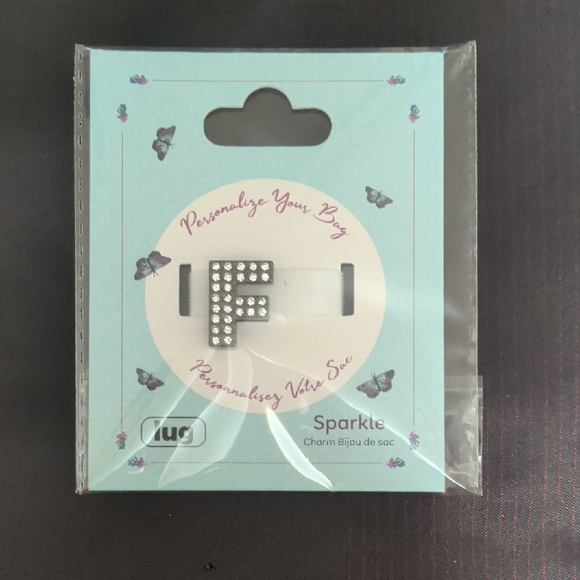 Personalize Your Bag
F
Personnalisez Votre Sac
lug
Sparkle
Charm Bijou de sac